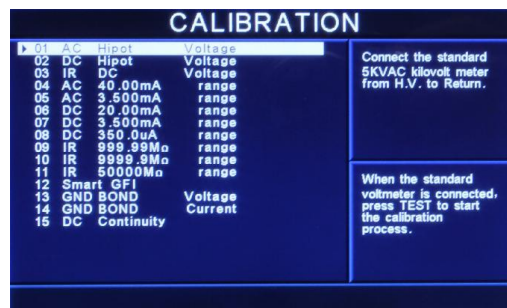 CALIBRATION
01 AC Hipot Voltage
02 DC Hipot Voltage
03 IR DC Voltage
04 AC 40.00mA range
05 AC 3.500mA range
06 DC 20.00mA range
07 DC 3.500mA range
08 DC 350.0uA range
09 IR 999.99MΩ range
10 IR 9999.9MΩ range
11 IR 50000MΩ range
12 Smart GFI
13 GND BOND Voltage
14 GND BOND Current
15 DC Continuity
Connect the standard
5KVAC kilovolt meter
from H.V. to Return.
When the standard
voltmeter is connected,
press TEST to start
the calibration
process.